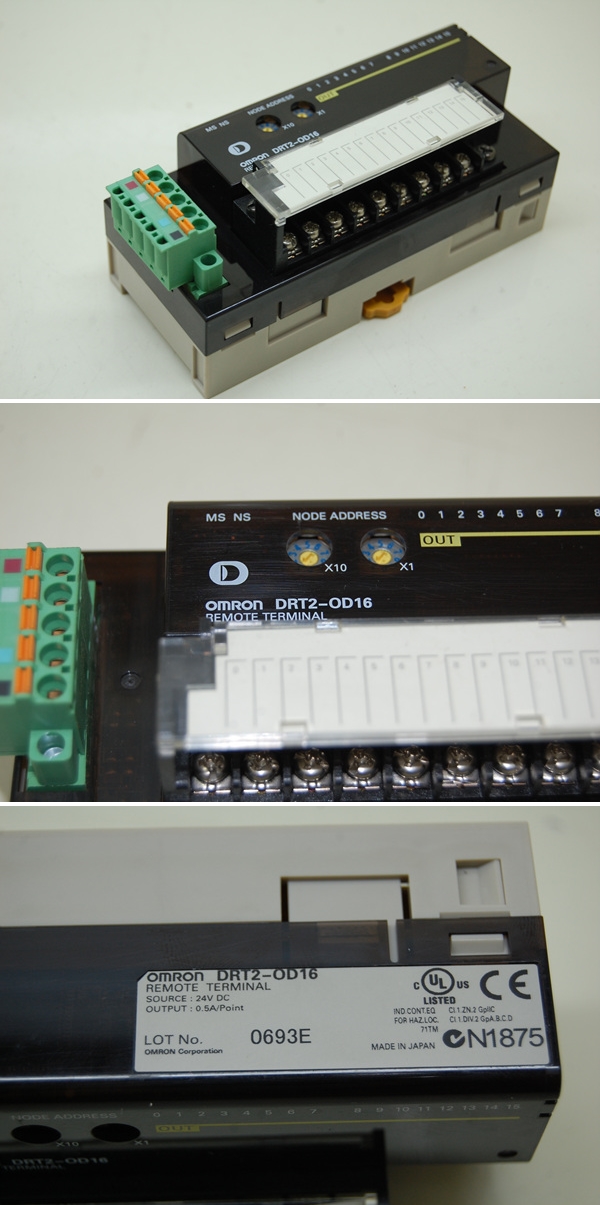 MS NS NODE ADDRESS 0 1 2 3 4 5 6 7 8 9 10 11 12 13 14 15
X10 X1 OUT
OMRON DRT2-OD16
MS NS NODE ADDRESS 0 1 2 3 4 5 6 7 8
OUT
X10 X1
OMRON DRT2-OD16
REMOTE TERMINAL
0 1 2 3 4 5 6 7 8 9 10 11 12 13
OMRON DRT2-OD16
REMOTE TERMINAL
SOURCE : 24V DC
OUTPUT : 0.5A/Point
LOT No. 0693E
OMRON Corporation
C UL US CE
LISTED
IND.CONT.EQ Cl.1.ZN.2 GpIIC
FOR HAZ.LOC. Cl.1.DIV.2 GpA,B,C,D
71TM
MADE IN JAPAN N1875
NODE ADDRESS 0 1 2 3 4 5 6 7 8 9 10 11 12 13 14 15
X10 X1 OUT
DRT2-OD16
TERMINAL